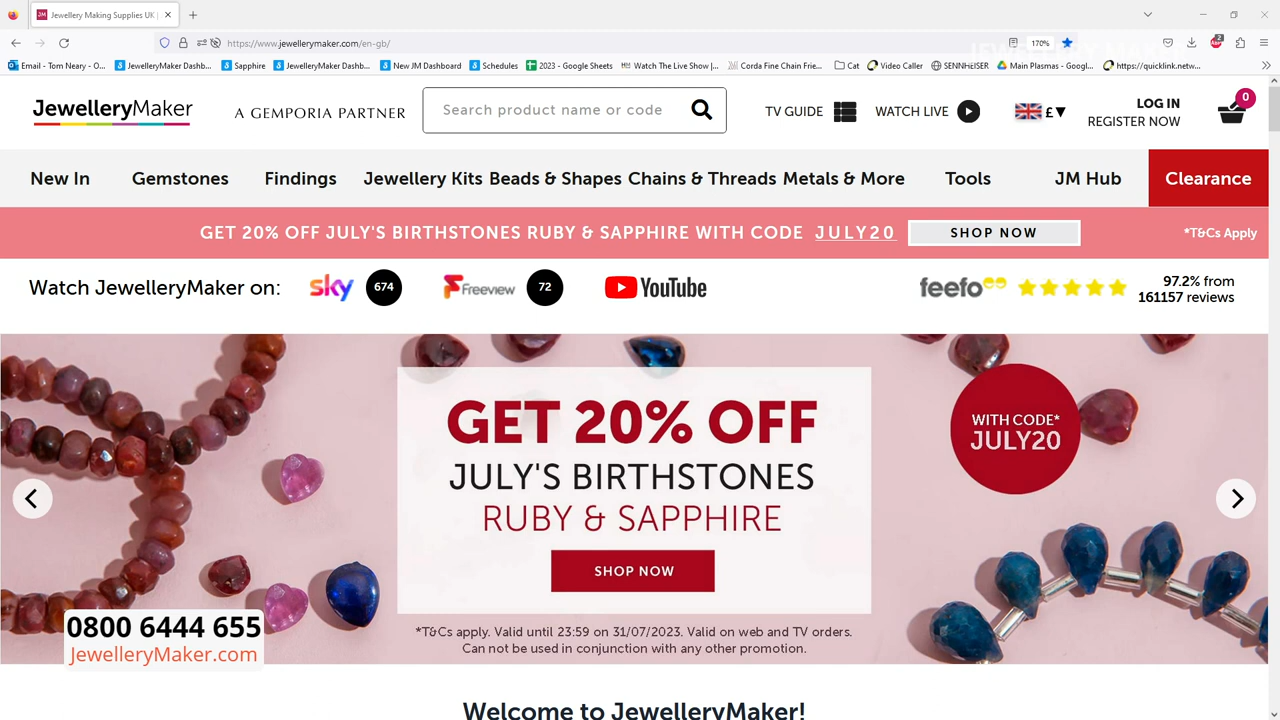 Jewellery Making Supplies UK |
https://www.jewellerymaker.com/en-gb/
170%
2
Email - Tom Neary - O...
JewelleryMaker Dashb...
Sapphire
JewelleryMaker Dashb...
New JM Dashboard
Schedules
2023 - Google Sheets
Watch The Live Show |...
Corda Fine Chain Frie...
Cat
Video Caller
SENNHEISER
Main Plasmas - Googl...
https://quicklink.netw...
JewelleryMaker
A GEMPORIA PARTNER
Search product name or code
TV GUIDE
WATCH LIVE
£▼
LOG IN
REGISTER NOW
0
New In
Gemstones
Findings
Jewellery Kits
Beads & Shapes
Chains & Threads
Metals & More
Tools
JM Hub
Clearance
GET 20% OFF JULY'S BIRTHSTONES RUBY & SAPPHIRE WITH CODE JULY20
SHOP NOW
*T&Cs Apply
Watch JewelleryMaker on:
sky
674
Freeview
72
YouTube
feefo
97.2% from
161157 reviews
GET 20% OFF
JULY'S BIRTHSTONES
RUBY & SAPPHIRE
SHOP NOW
WITH CODE*
JULY20
*T&Cs apply. Valid until 23:59 on 31/07/2023. Valid on web and TV orders.
Can not be used in conjunction with any other promotion.
0800 6444 655
JewelleryMaker.com
Welcome to JewelleryMaker!